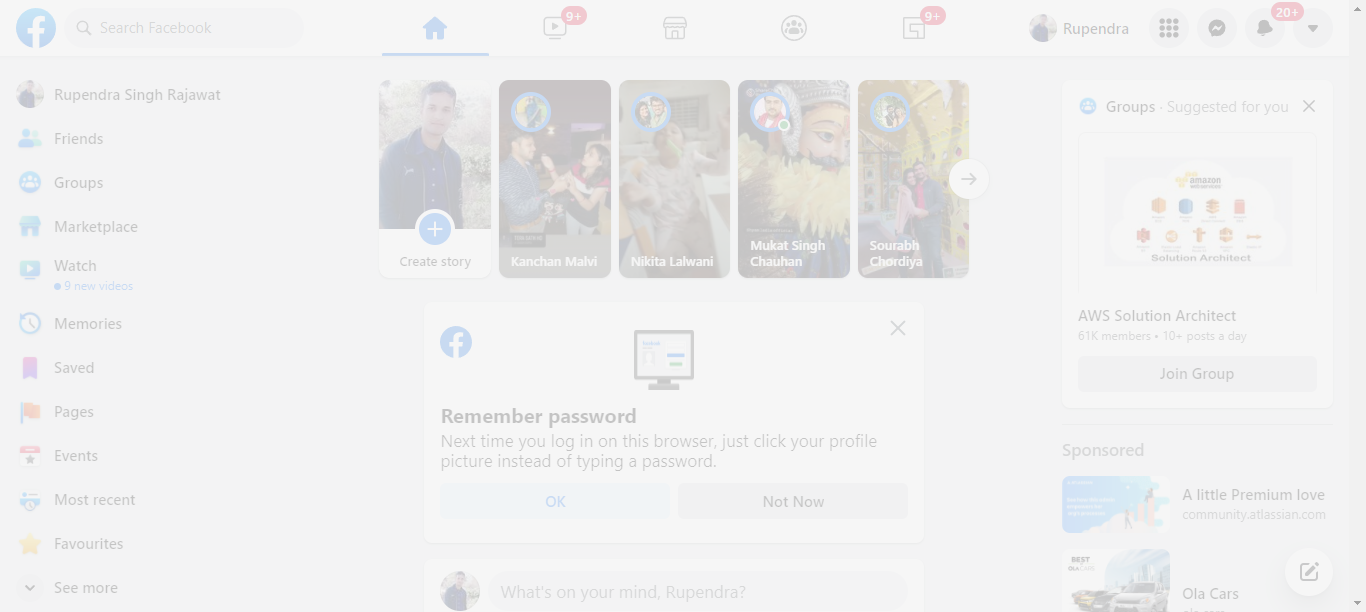 Search Facebook
9+
9+
Rupendra
20+
Rupendra Singh Rajawat
Friends
Groups
Marketplace
Watch
9 new videos
Memories
Saved
Pages
Events
Most recent
Favourites
See more
Create story
Kanchan Malvi
Nikita Lalwani
Mukat Singh
Chauhan
Sourabh
Chordiya
Remember password
Next time you log in on this browser, just click your profile
picture instead of typing a password.
OK
Not Now
What's on your mind, Rupendra?
Groups · Suggested for you
amazon
Solution Architect
AWS Solution Architect
61K members • 10+ posts a day
Join Group
Sponsored
A little Premium love
community.atlassian.com
BEST
OLA CARS
Ola Cars